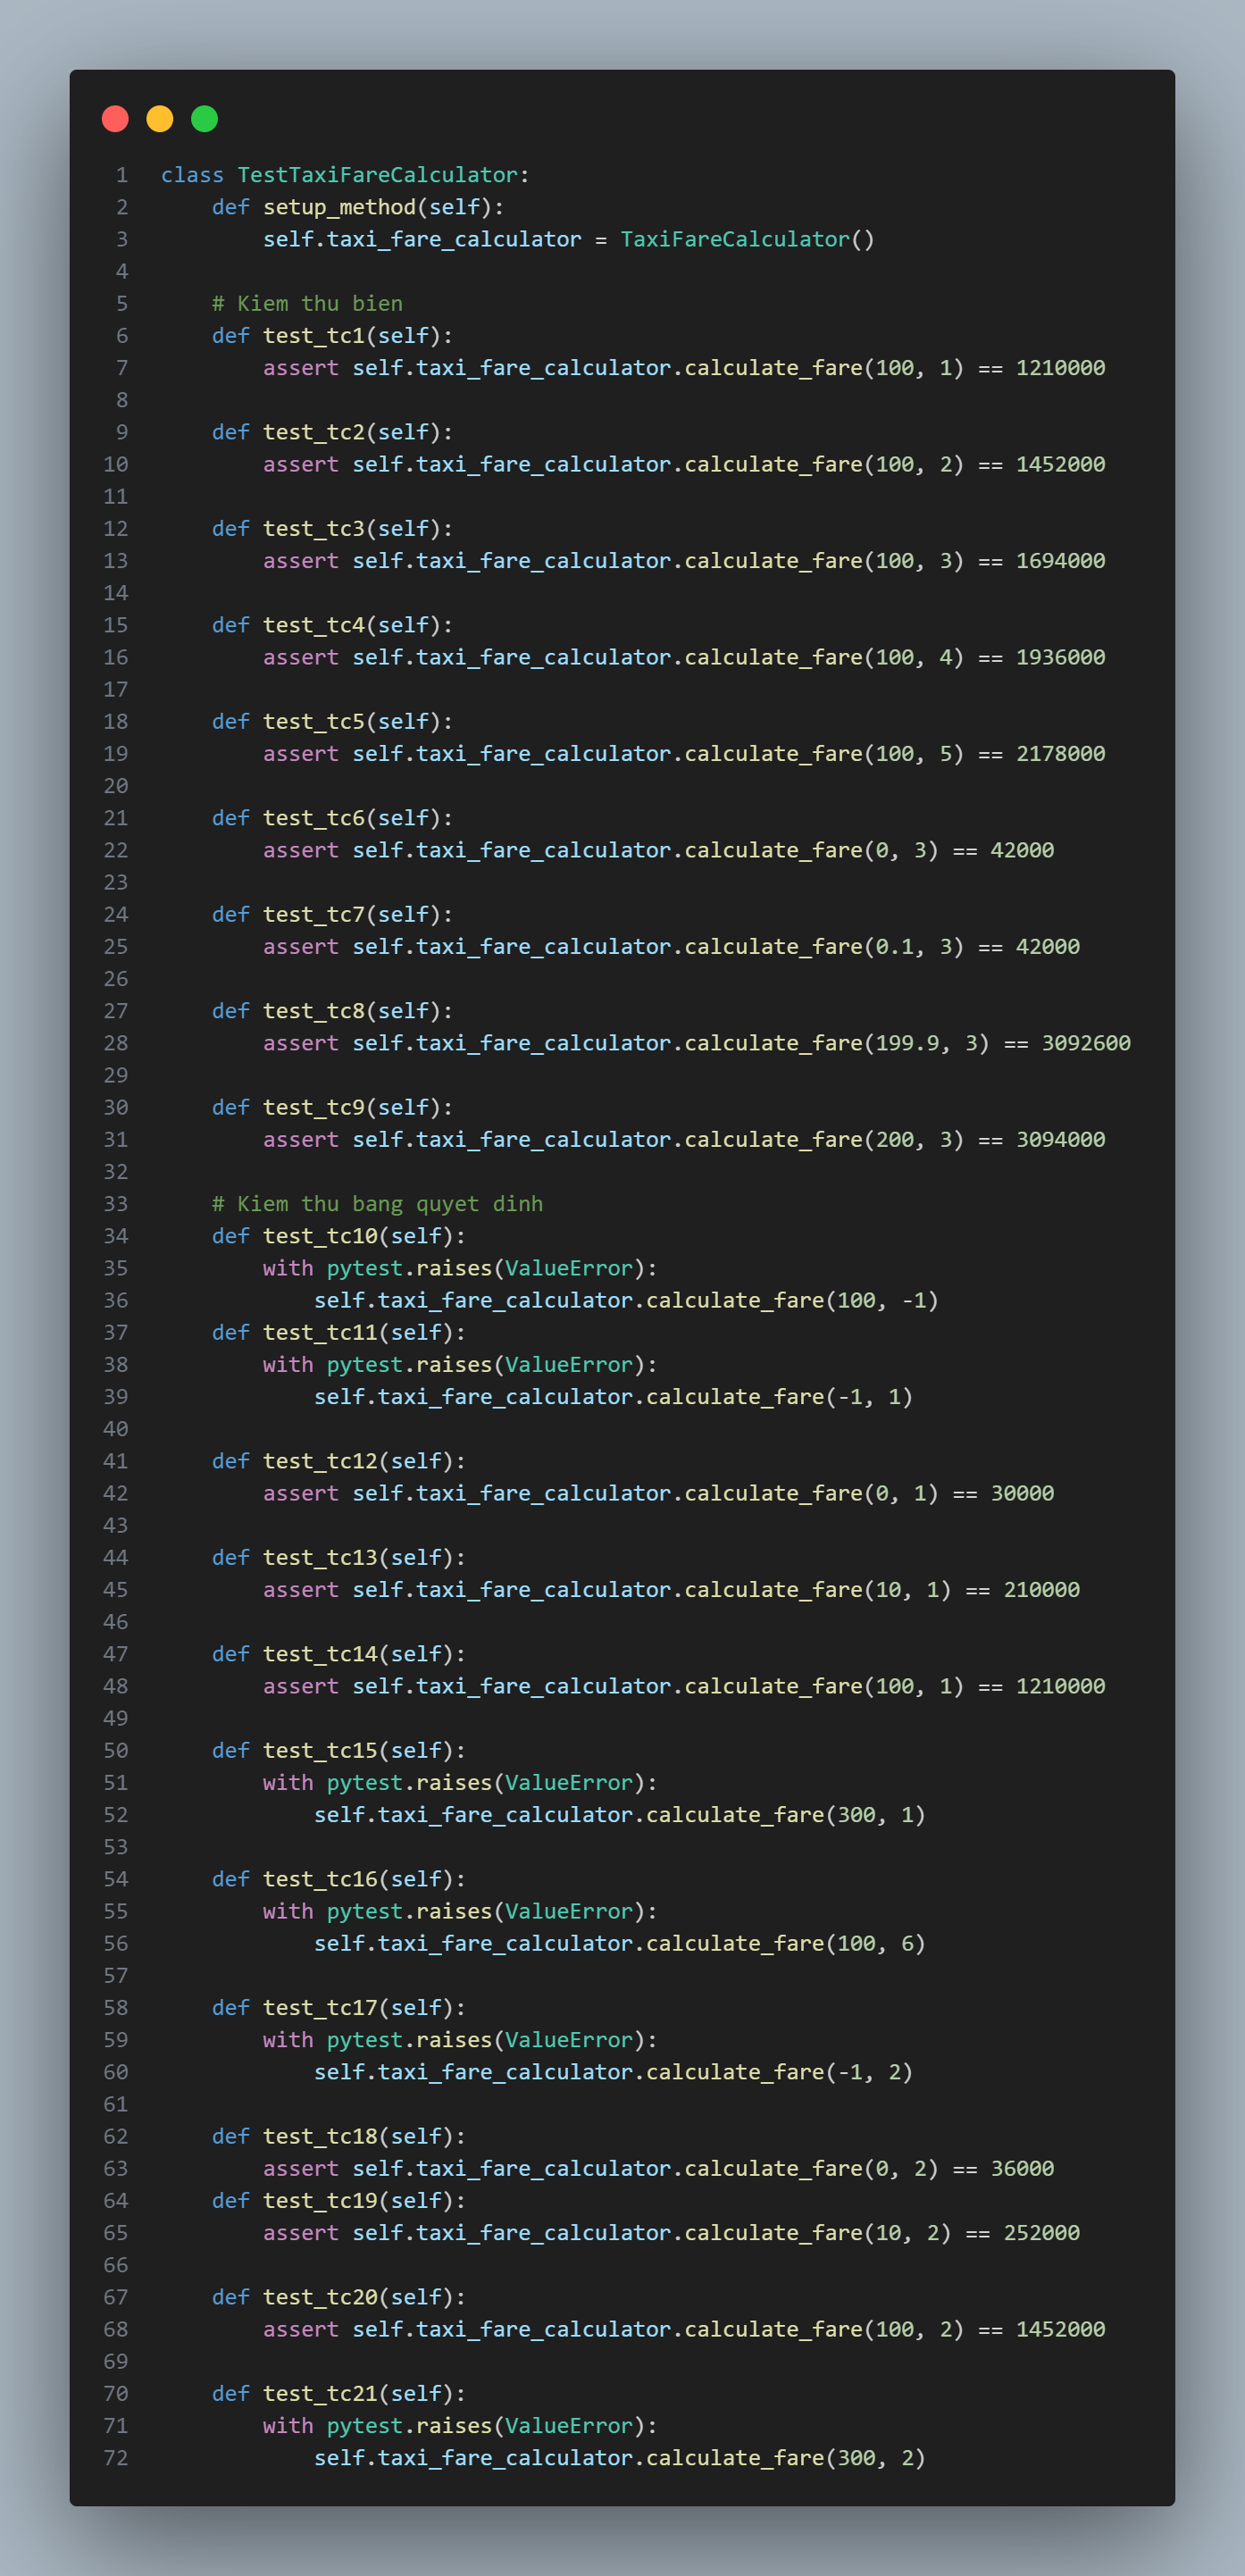 1 class TestTaxiFareCalculator:
2     def setup_method(self):
3         self.taxi_fare_calculator = TaxiFareCalculator()
4
5     # Kiem thu bien
6     def test_tc1(self):
7         assert self.taxi_fare_calculator.calculate_fare(100, 1) == 1210000
8
9     def test_tc2(self):
10         assert self.taxi_fare_calculator.calculate_fare(100, 2) == 1452000
11
12     def test_tc3(self):
13         assert self.taxi_fare_calculator.calculate_fare(100, 3) == 1694000
14
15     def test_tc4(self):
16         assert self.taxi_fare_calculator.calculate_fare(100, 4) == 1936000
17
18     def test_tc5(self):
19         assert self.taxi_fare_calculator.calculate_fare(100, 5) == 2178000
20
21     def test_tc6(self):
22         assert self.taxi_fare_calculator.calculate_fare(0, 3) == 42000
23
24     def test_tc7(self):
25         assert self.taxi_fare_calculator.calculate_fare(0.1, 3) == 42000
26
27     def test_tc8(self):
28         assert self.taxi_fare_calculator.calculate_fare(199.9, 3) == 3092600
29
30     def test_tc9(self):
31         assert self.taxi_fare_calculator.calculate_fare(200, 3) == 3094000
32
33     # Kiem thu bang quyet dinh
34     def test_tc10(self):
35         with pytest.raises(ValueError):
36             self.taxi_fare_calculator.calculate_fare(100, -1)
37     def test_tc11(self):
38         with pytest.raises(ValueError):
39             self.taxi_fare_calculator.calculate_fare(-1, 1)
40
41     def test_tc12(self):
42         assert self.taxi_fare_calculator.calculate_fare(0, 1) == 30000
43
44     def test_tc13(self):
45         assert self.taxi_fare_calculator.calculate_fare(10, 1) == 210000
46
47     def test_tc14(self):
48         assert self.taxi_fare_calculator.calculate_fare(100, 1) == 1210000
49
50     def test_tc15(self):
51         with pytest.raises(ValueError):
52             self.taxi_fare_calculator.calculate_fare(300, 1)
53
54     def test_tc16(self):
55         with pytest.raises(ValueError):
56             self.taxi_fare_calculator.calculate_fare(100, 6)
57
58     def test_tc17(self):
59         with pytest.raises(ValueError):
60             self.taxi_fare_calculator.calculate_fare(-1, 2)
61
62     def test_tc18(self):
63         assert self.taxi_fare_calculator.calculate_fare(0, 2) == 36000
64     def test_tc19(self):
65         assert self.taxi_fare_calculator.calculate_fare(10, 2) == 252000
66
67     def test_tc20(self):
68         assert self.taxi_fare_calculator.calculate_fare(100, 2) == 1452000
69
70     def test_tc21(self):
71         with pytest.raises(ValueError):
72             self.taxi_fare_calculator.calculate_fare(300, 2)